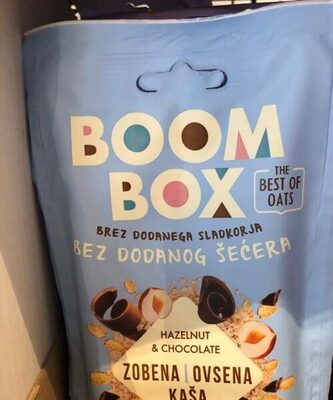 BOOM
BOX
THE
BEST OF
OATS
BREZ DODANEGA SLADKORJA
BEZ DODANOG ŠEĆERA
HAZELNUT
& CHOCOLATE
ZOBENA | OVSENA
KAŠA